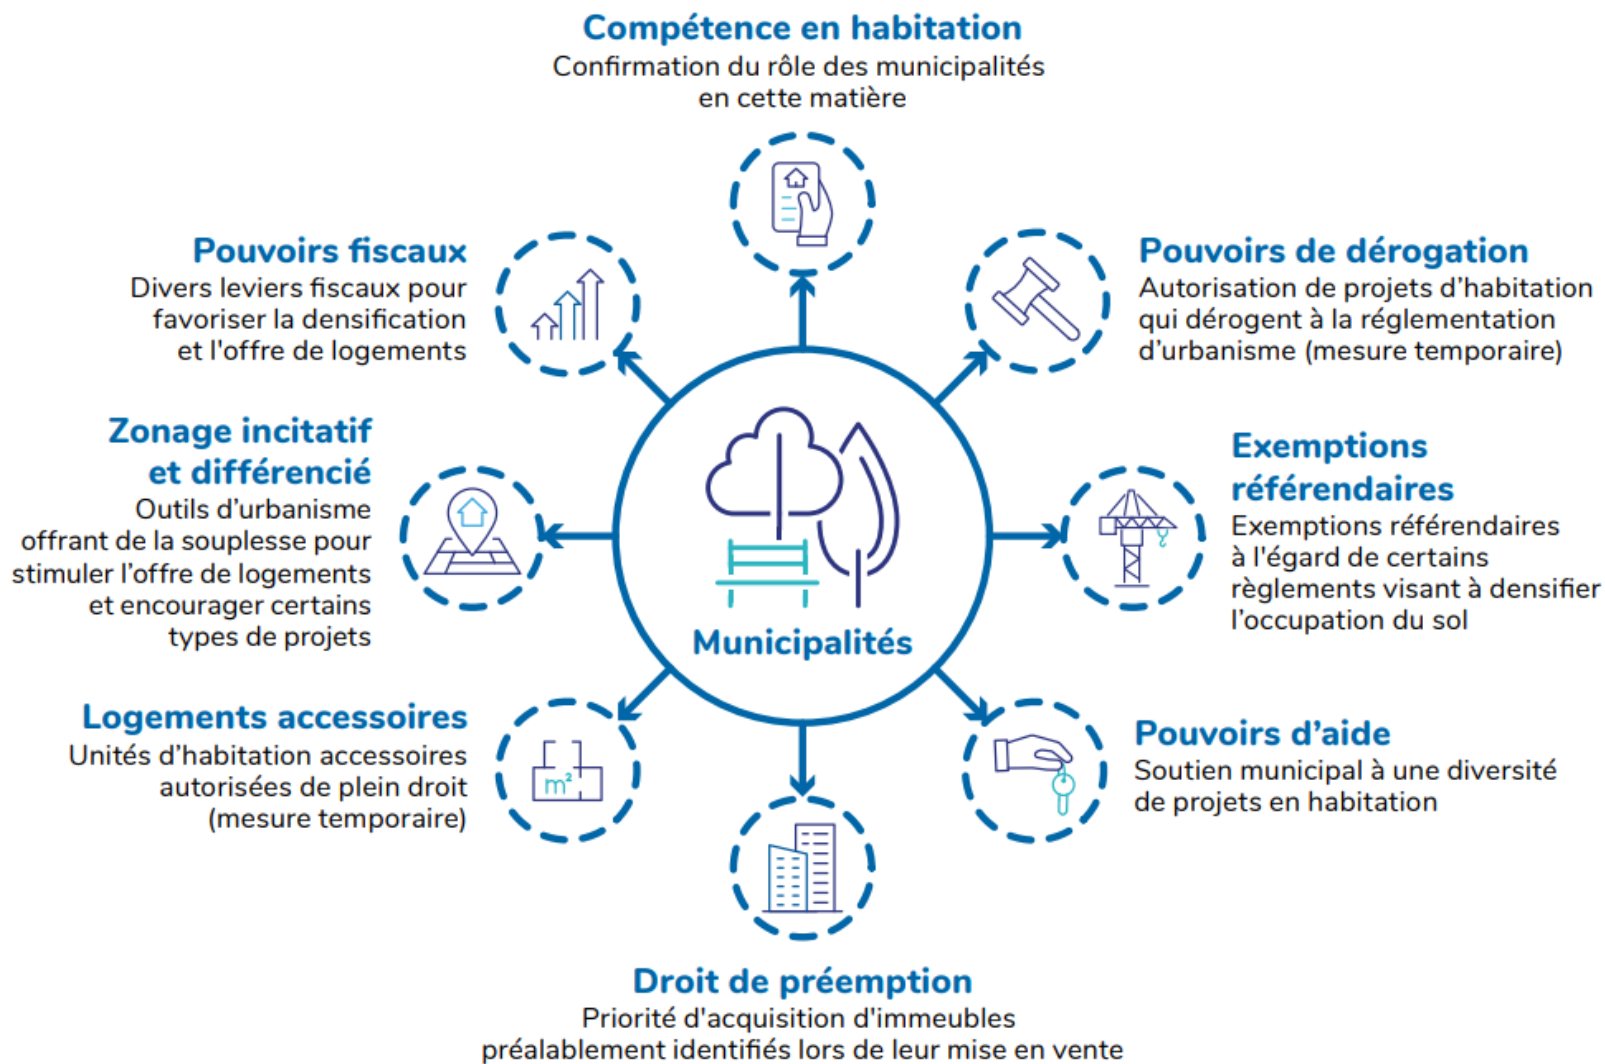 Compétence en habitation
Confirmation du rôle des municipalités
en cette matière
Pouvoirs fiscaux
Divers leviers fiscaux pour
favoriser la densification
et l'offre de logements
Pouvoirs de dérogation
Autorisation de projets d’habitation
qui dérogent à la réglementation
d’urbanisme (mesure temporaire)
Zonage incitatif
et différencié
Outils d’urbanisme
offrant de la souplesse pour
stimuler l’offre de logements
et encourager certains
types de projets
Exemptions
référendaires
Exemptions référendaires
à l'égard de certains
règlements visant à densifier
l’occupation du sol
Municipalités
Logements accessoires
Unités d’habitation accessoires
autorisées de plein droit
(mesure temporaire)
m²
Pouvoirs d’aide
Soutien municipal à une diversité
de projets en habitation
Droit de préemption
Priorité d'acquisition d'immeubles
préalablement identifiés lors de leur mise en vente